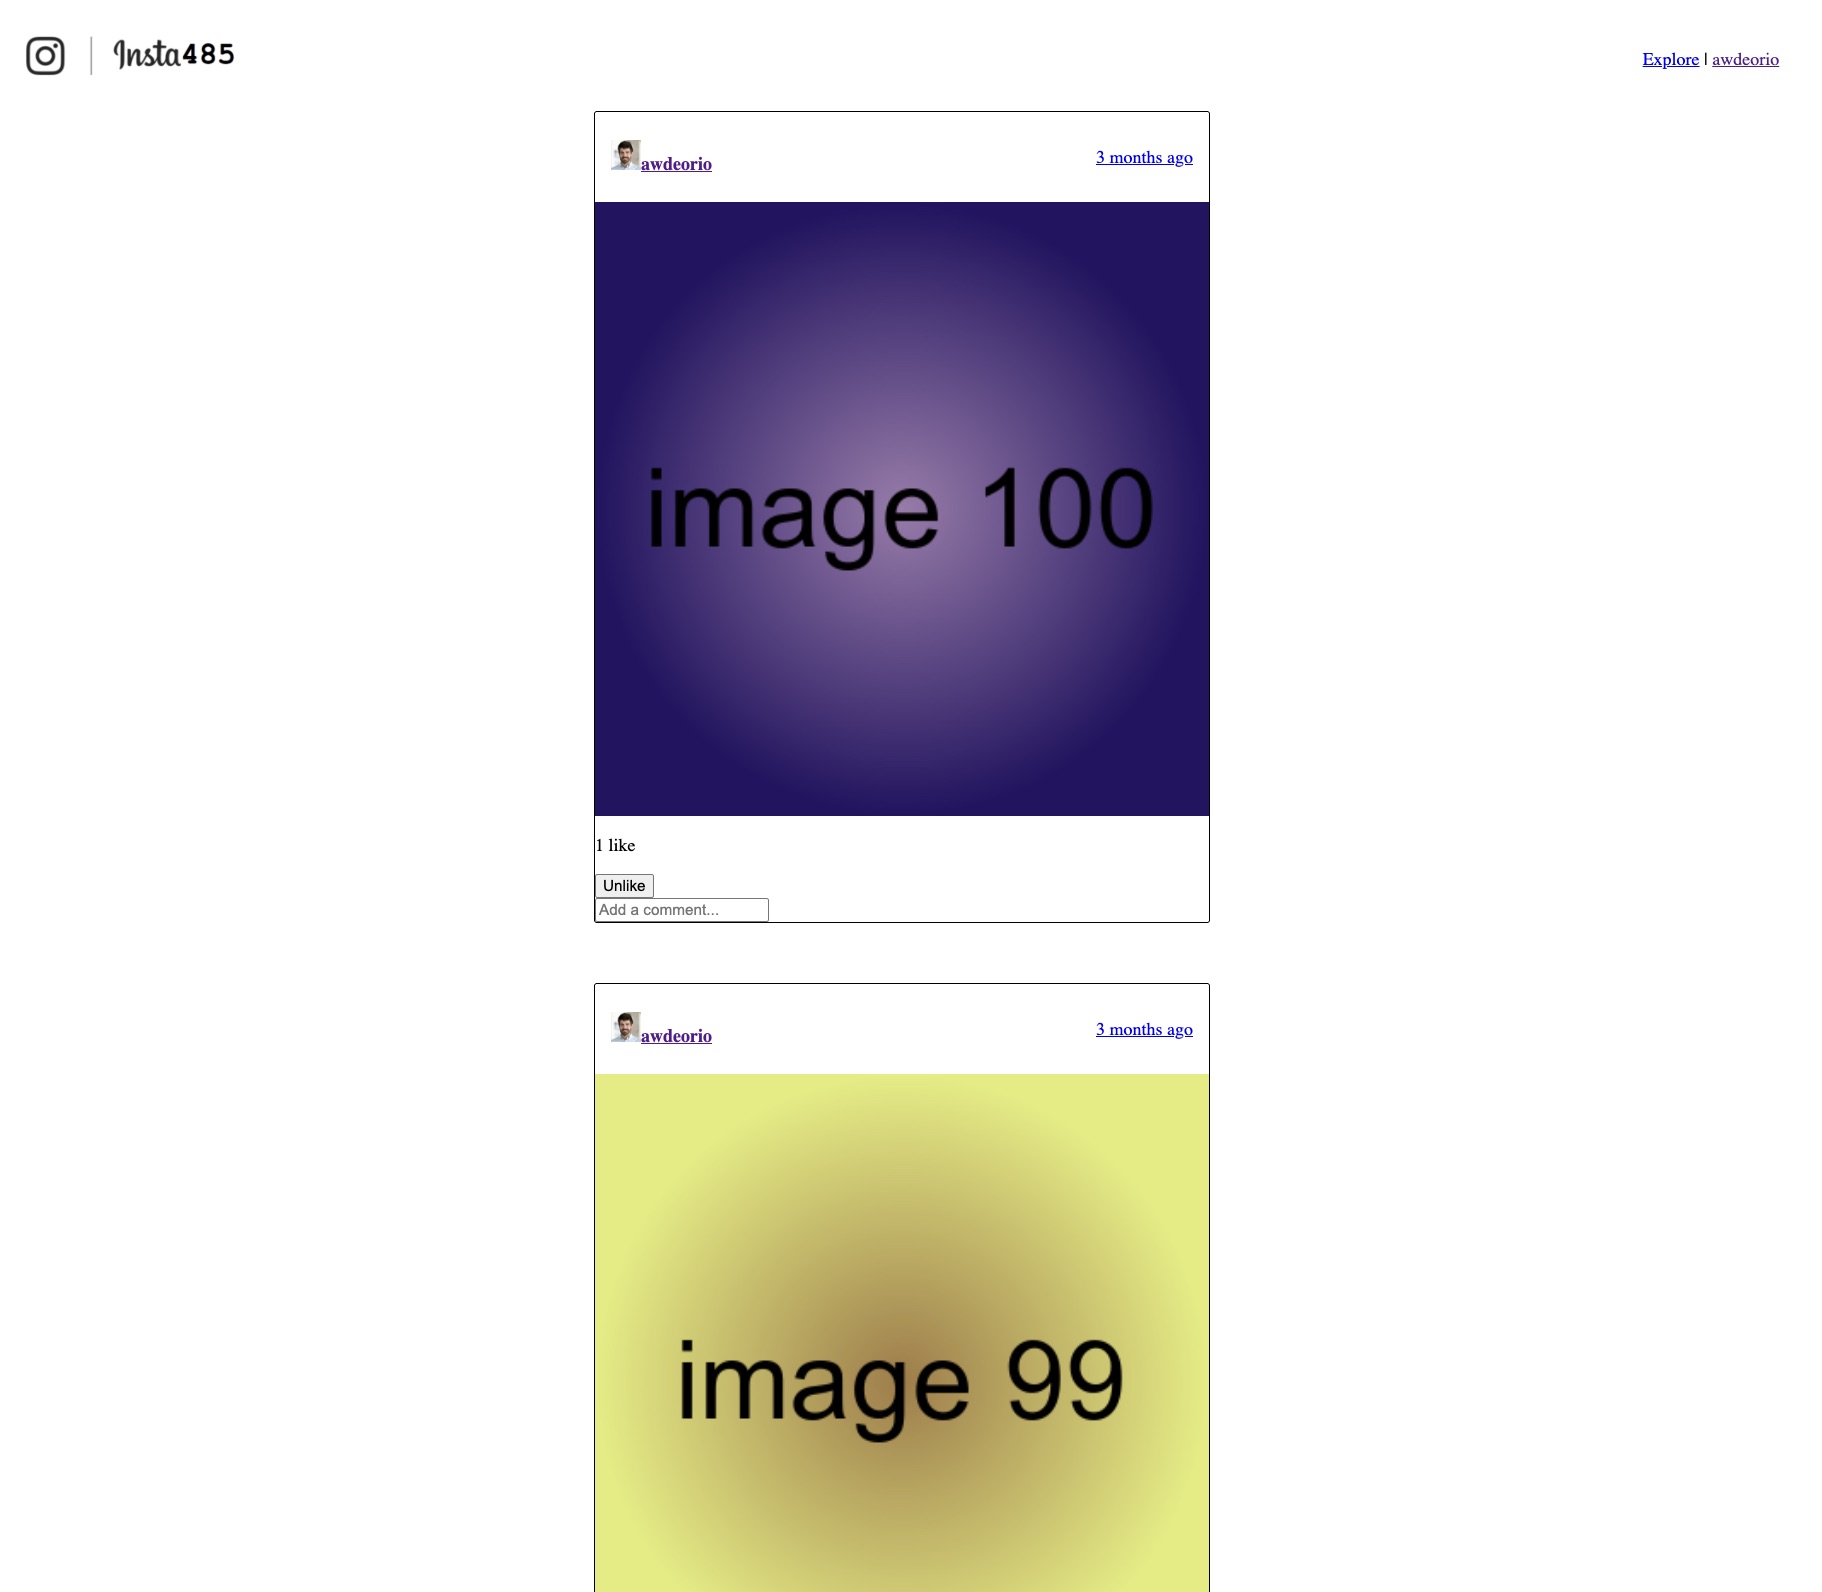 Insta485
Explore | awdeorio
awdeorio 3 months ago
image 100
1 like
Unlike
Add a comment...
awdeorio 3 months ago
image 99